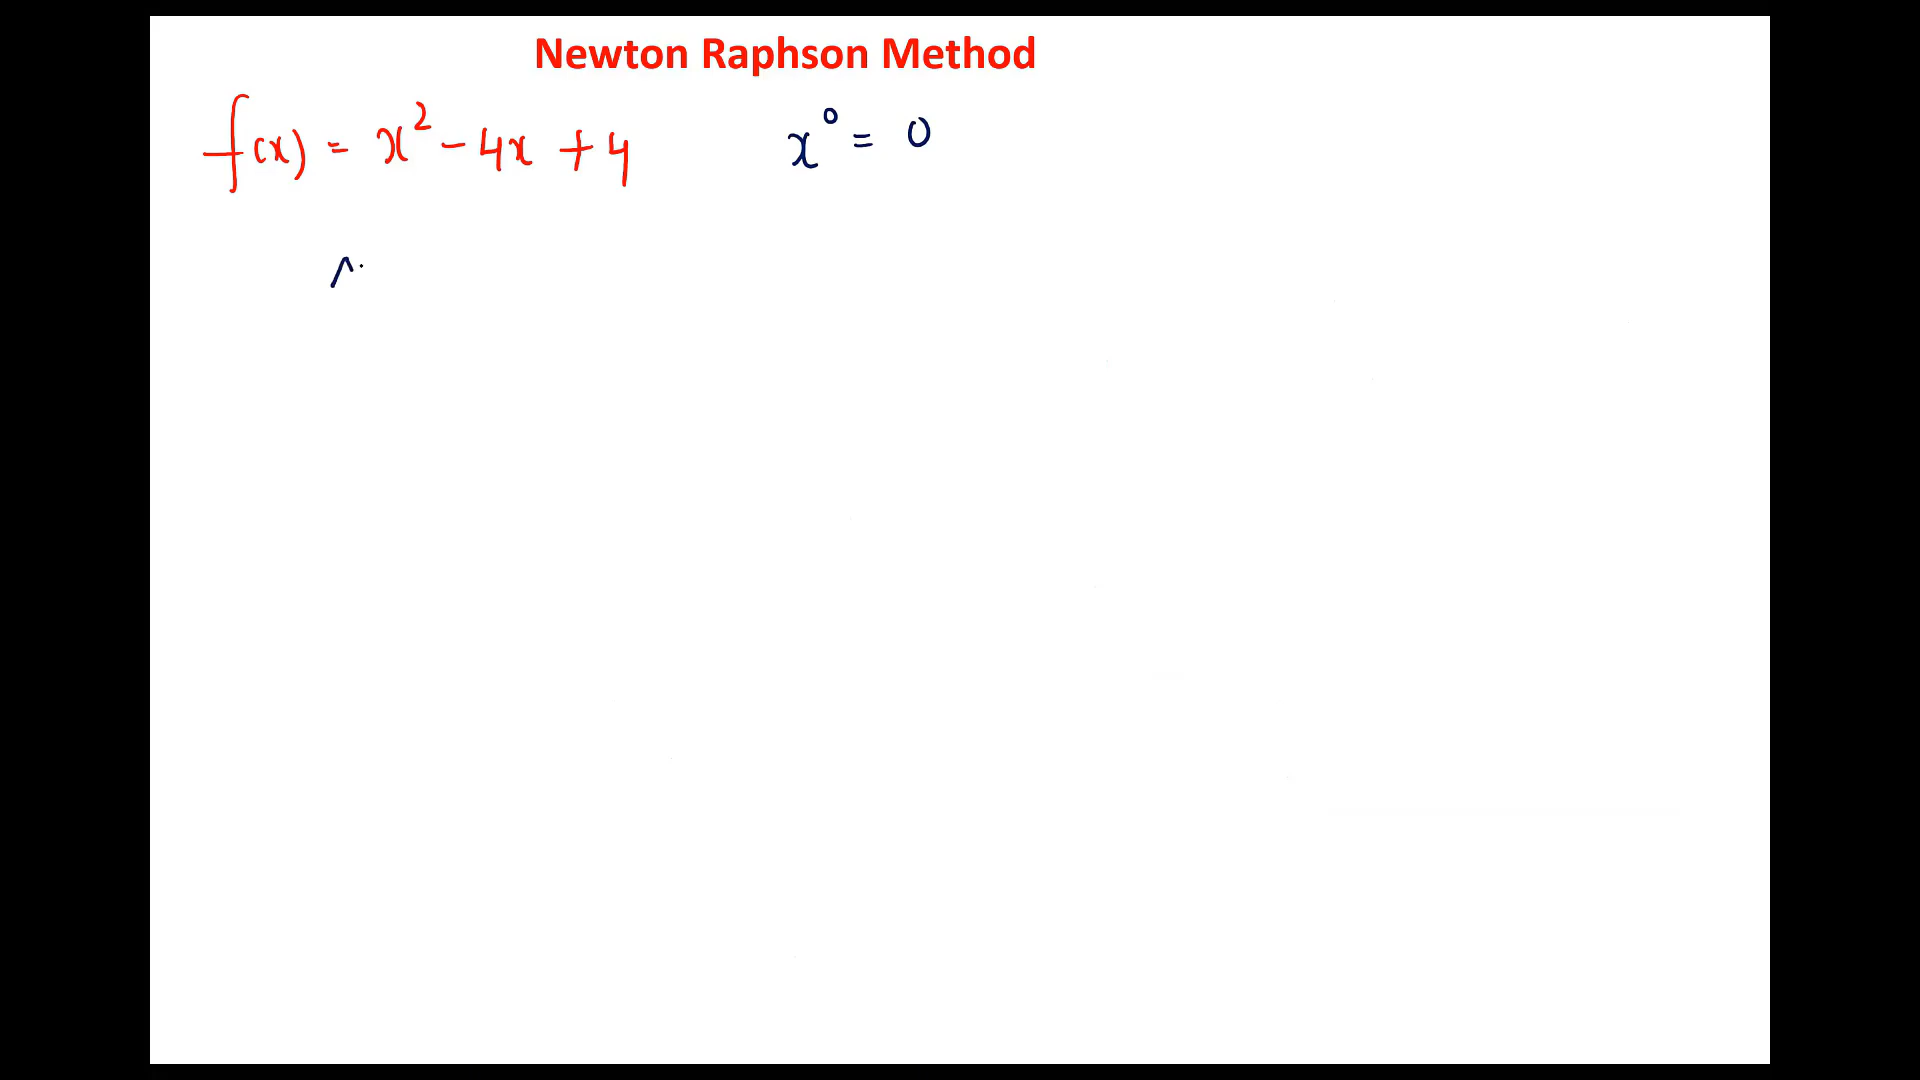 Newton Raphson Method
f(x) = x² - 4x + 4 x⁰ = 0